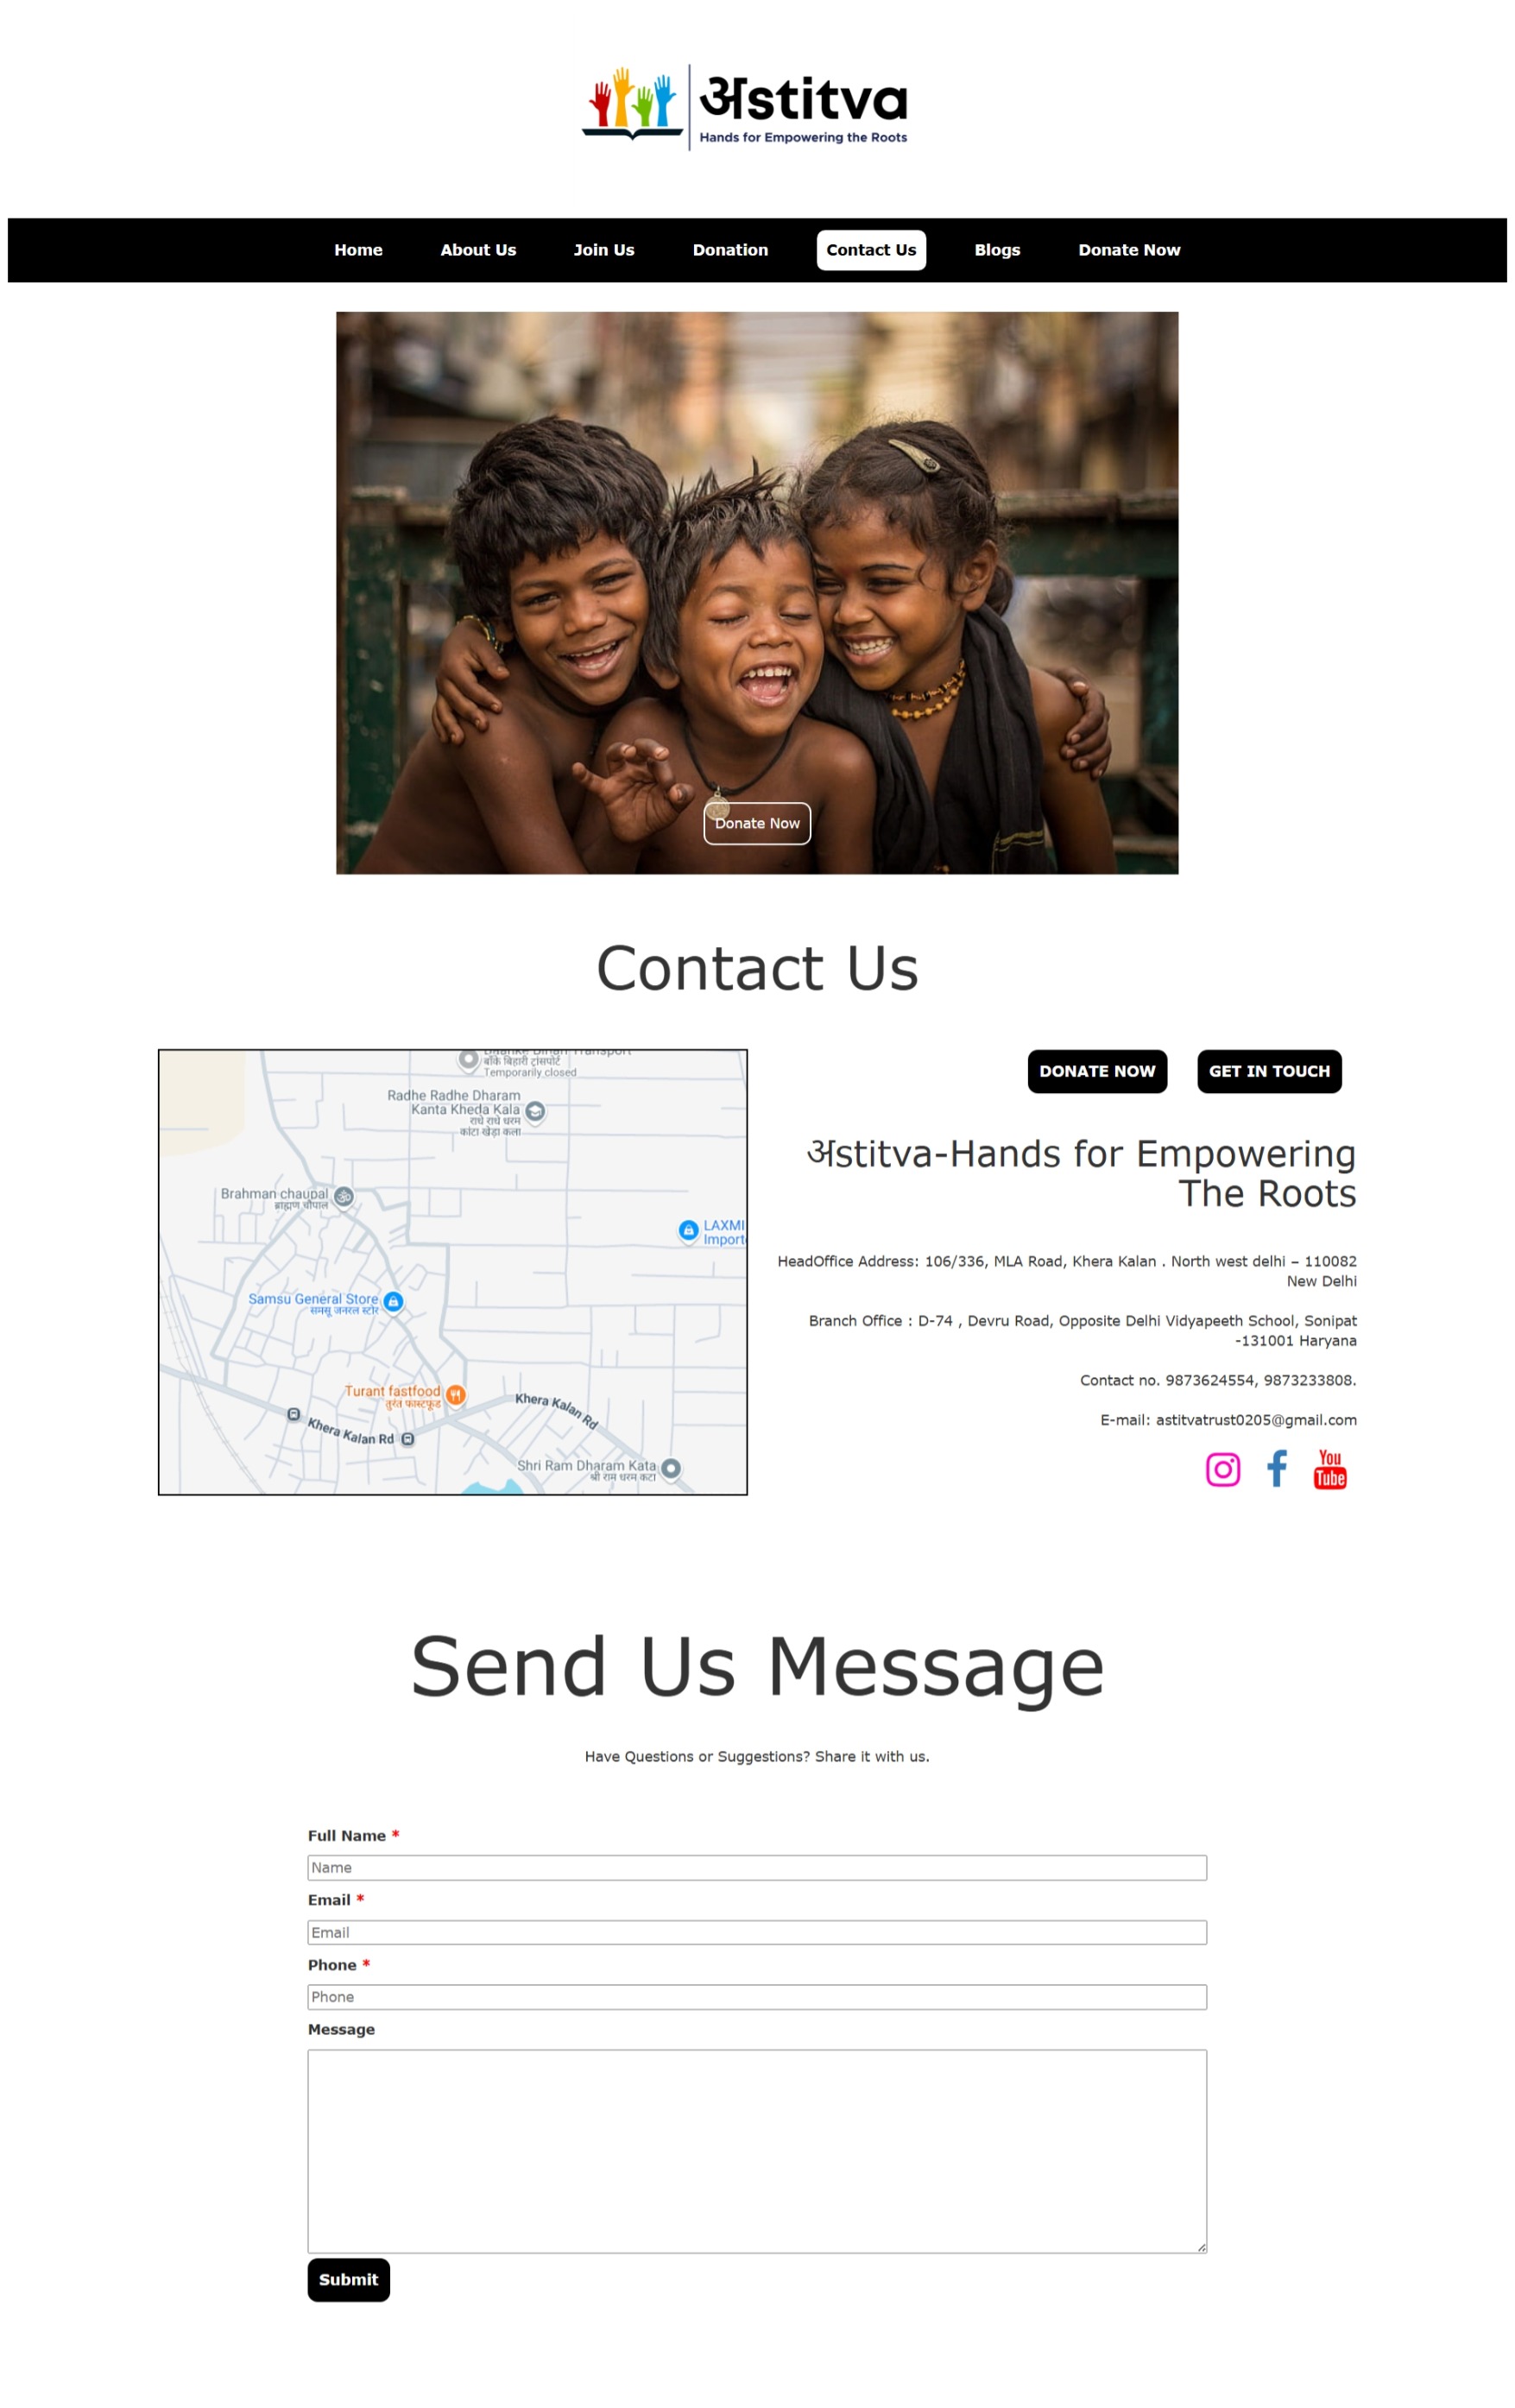 अstitva
Hands for Empowering the Roots
Home
About Us
Join Us
Donation
Contact Us
Blogs
Donate Now
Donate Now
Contact Us
बाँके बिहारी ट्रांसपोर्ट
Temporarily closed
Radhe Radhe Dharam
Kanta Kheda Kala
राधे राधे धरम
कांटा खेड़ा कला
Brahman chaupal
ब्राह्मण चौपाल
LAXMI
Import
Samsu General Store
समसू जनरल स्टोर
Turant fastfood
तुरंत फास्टफूड
Khera Kalan Rd
Khera Kalan Rd
Shri Ram Dharam Kata
श्री राम धरम कटा
DONATE NOW
GET IN TOUCH
अstitva-Hands for Empowering
The Roots
HeadOffice Address: 106/336, MLA Road, Khera Kalan . North west delhi – 110082
New Delhi
Branch Office : D-74 , Devru Road, Opposite Delhi Vidyapeeth School, Sonipat
-131001 Haryana
Contact no. 9873624554, 9873233808.
E-mail: astitvatrust0205@gmail.com
You
Tube
Send Us Message
Have Questions or Suggestions? Share it with us.
Full Name *
Name
Email *
Email
Phone *
Phone
Message
Submit